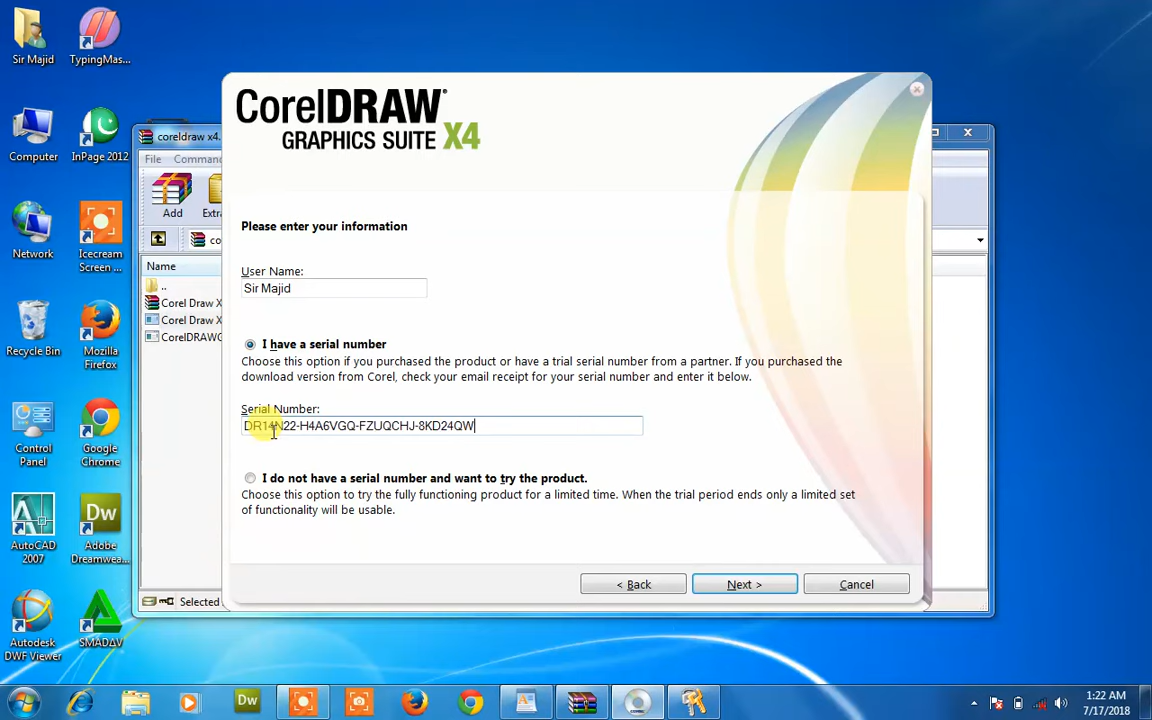 Sir Majid
TypingMas...
Computer
InPage 2012
Network
Icecream
Screen ...
Recycle Bin
Mozilla
Firefox
Control
Panel
Google
Chrome
AutoCAD
2007
Adobe
Dreamwea...
Autodesk
DWF Viewer
SMADAV
coreldraw x4.
File Comman
Add Extra
co
Name
..
Corel Draw X
Corel Draw X
CorelDRAWG
Selected
CorelDRAW®
GRAPHICS SUITE X4
Please enter your information
User Name:
Sir Majid
I have a serial number
Choose this option if you purchased the product or have a trial serial number from a partner. If you purchased the
download version from Corel, check your email receipt for your serial number and enter it below.
Serial Number:
DR14N22-H4A6VGQ-FZUQCHJ-8KD24QW
I do not have a serial number and want to try the product.
Choose this option to try the fully functioning product for a limited time. When the trial period ends only a limited set
of functionality will be usable.
< Back
Next >
Cancel
Dw
1:22 AM
7/17/2018